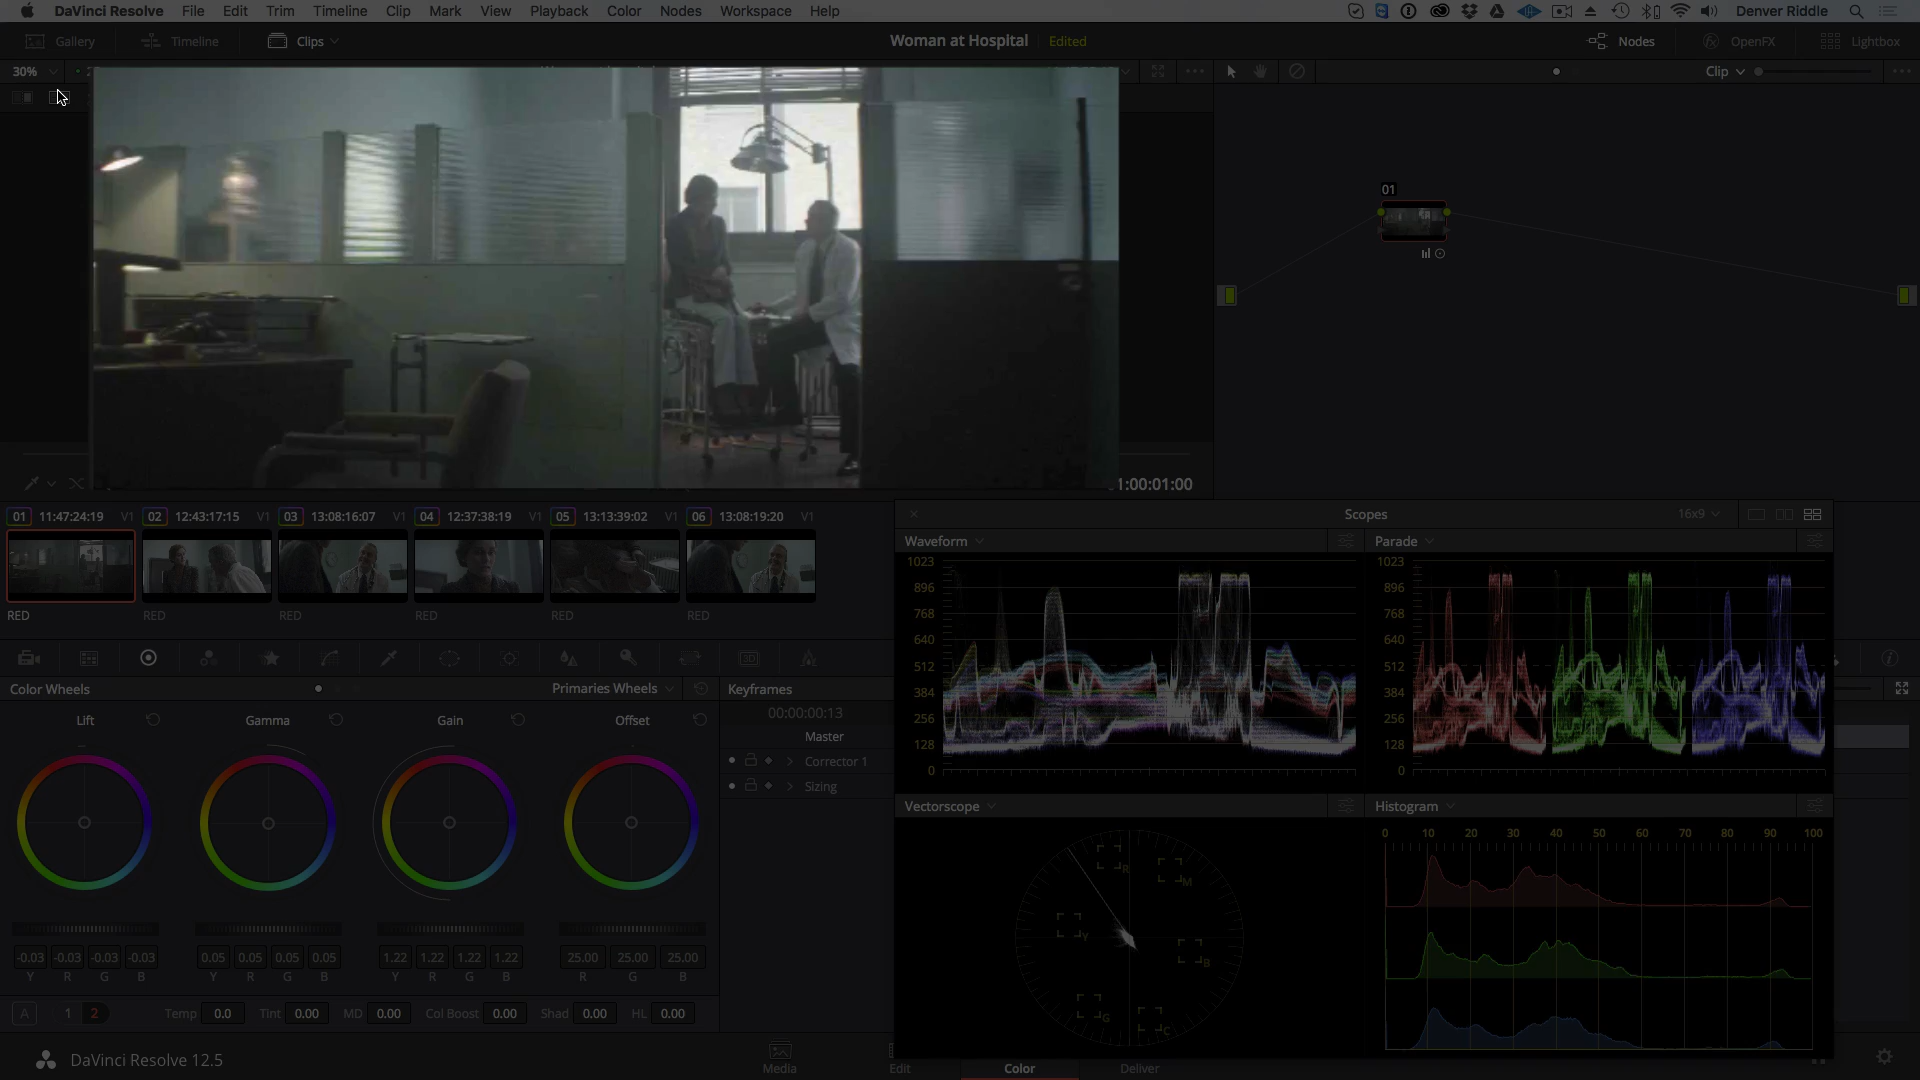 DaVinci Resolve File Edit Trim Timeline Clip Mark View Playback Color Nodes Workspace Help Denver Riddle
Gallery Timeline Clips Woman at Hospital Edited Nodes OpenFX Lightbox
30% Clip
01
1:00:01:00
01 11:47:24:19 V1 02 12:43:17:15 V1 03 13:08:16:07 V1 04 12:37:38:19 V1 05 13:13:39:02 V1 06 13:08:19:20 V1
RED RED RED RED RED RED
Scopes 16x9
Waveform Parade
1023 1023
896 896
768 768
640 640
512 512
384 384
256 256
128 128
0 0
Color Wheels Primaries Wheels Keyframes
Lift Gamma Gain Offset
00:00:00:13
Master
Corrector 1
Sizing
-0.03 -0.03 -0.03 -0.03 0.05 0.05 0.05 0.05 1.22 1.22 1.22 1.22 25.00 25.00 25.00
Y R G B Y R G B Y R G B R G B
A 1 2 Temp 0.0 Tint 0.00 MD 0.00 Col Boost 0.00 Shad 0.00 HL 0.00
Vectorscope Histogram
R M Y B G C
0 10 20 30 40 50 60 70 80 90 100
DaVinci Resolve 12.5
Media Edit Color Deliver